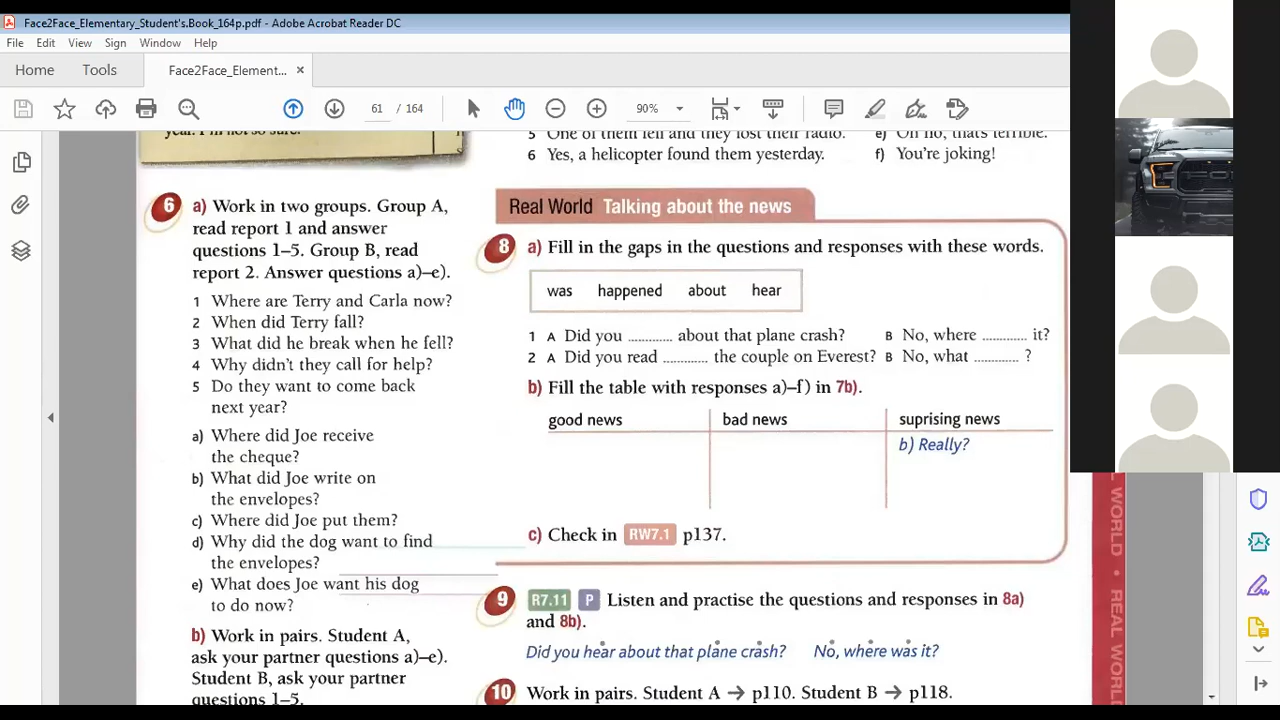 Face2Face_Elementary_Student's.Book_164p.pdf - Adobe Acrobat Reader DC
File Edit View Sign Window Help
Home Tools Face2Face_Element... ×
61 / 164 90%
year. I'm not so sure.
6 a) Work in two groups. Group A,
read report 1 and answer
questions 1–5. Group B, read
report 2. Answer questions a)–e).
1 Where are Terry and Carla now?
2 When did Terry fall?
3 What did he break when he fell?
4 Why didn't they call for help?
5 Do they want to come back
next year?
a) Where did Joe receive
the cheque?
b) What did Joe write on
the envelopes?
c) Where did Joe put them?
d) Why did the dog want to find
the envelopes?
e) What does Joe want his dog
to do now?
b) Work in pairs. Student A,
ask your partner questions a)–e).
Student B, ask your partner
questions 1–5.
5 One of them fell and they lost their radio. e) Oh no, that's terrible.
6 Yes, a helicopter found them yesterday. f) You're joking!
Real World Talking about the news
8 a) Fill in the gaps in the questions and responses with these words.
was happened about hear
1 A Did you ............ about that plane crash? B No, where ............ it?
2 A Did you read ............ the couple on Everest? B No, what ............ ?
b) Fill the table with responses a)–f) in 7b).
good news bad news suprising news
b) Really?
c) Check in RW7.1 p137.
9 R7.11 P Listen and practise the questions and responses in 8a)
and 8b).
Did you hear about that plane crash? No, where was it?
10 Work in pairs. Student A → p110. Student B → p118.
WORLD • REAL WORLD